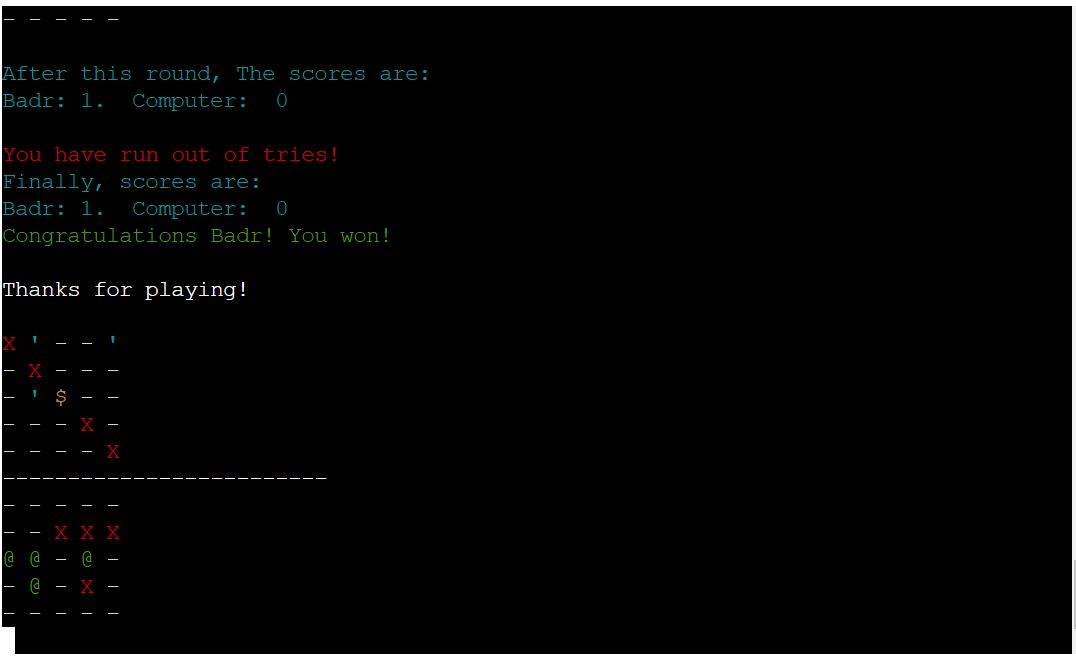 - - - - -
After this round, The scores are:
Badr: 1.  Computer:  0
You have run out of tries!
Finally, scores are:
Badr: 1.  Computer:  0
Congratulations Badr! You won!
Thanks for playing!
X ' - - '
- X - - -
- ' $ - -
- - - X -
- - - - X
-------------------------
- - - - -
- - X X X
@ @ - @ -
- @ - X -
- - - - -